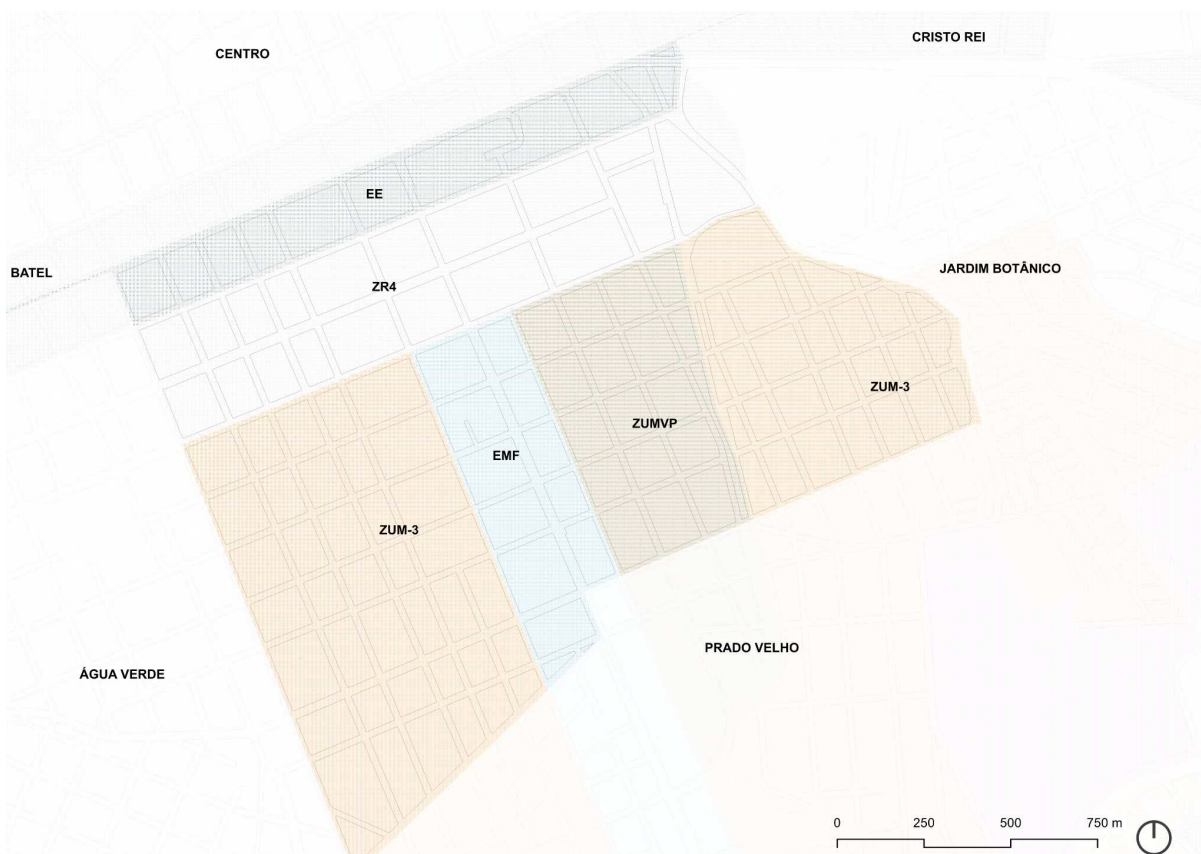 CENTRO
CRISTO REI
EE
BATEL
JARDIM BOTÂNICO
ZR4
ZUM-3
ZUMVP
EMF
ZUM-3
PRADO VELHO
ÁGUA VERDE
0 250 500 750 m